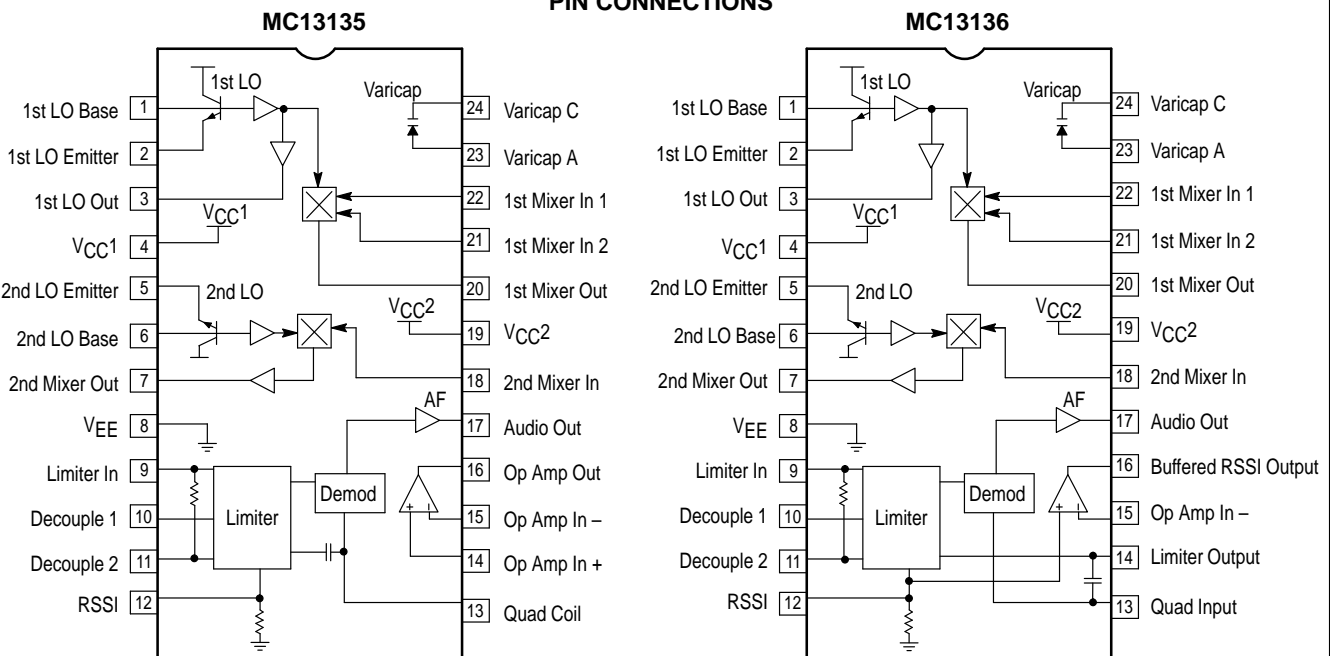 PIN CONNECTIONS
MC13135
1st LO
Varicap
1st LO Base 1
1st LO Emitter 2
1st LO Out 3
VCC1
VCC1 4
2nd LO Emitter 5
2nd LO
2nd LO Base 6
2nd Mixer Out 7
VEE 8
Limiter In 9
Decouple 1 10
Decouple 2 11
RSSI 12
Limiter
Demod
AF
VCC2
+ –
24 Varicap C
23 Varicap A
22 1st Mixer In 1
21 1st Mixer In 2
20 1st Mixer Out
19 VCC2
18 2nd Mixer In
17 Audio Out
16 Op Amp Out
15 Op Amp In –
14 Op Amp In +
13 Quad Coil
MC13136
1st LO
Varicap
1st LO Base 1
1st LO Emitter 2
1st LO Out 3
VCC1
VCC1 4
2nd LO Emitter 5
2nd LO
2nd LO Base 6
2nd Mixer Out 7
VEE 8
Limiter In 9
Decouple 1 10
Decouple 2 11
RSSI 12
Limiter
Demod
AF
VCC2
+ –
24 Varicap C
23 Varicap A
22 1st Mixer In 1
21 1st Mixer In 2
20 1st Mixer Out
19 VCC2
18 2nd Mixer In
17 Audio Out
16 Buffered RSSI Output
15 Op Amp In –
14 Limiter Output
13 Quad Input